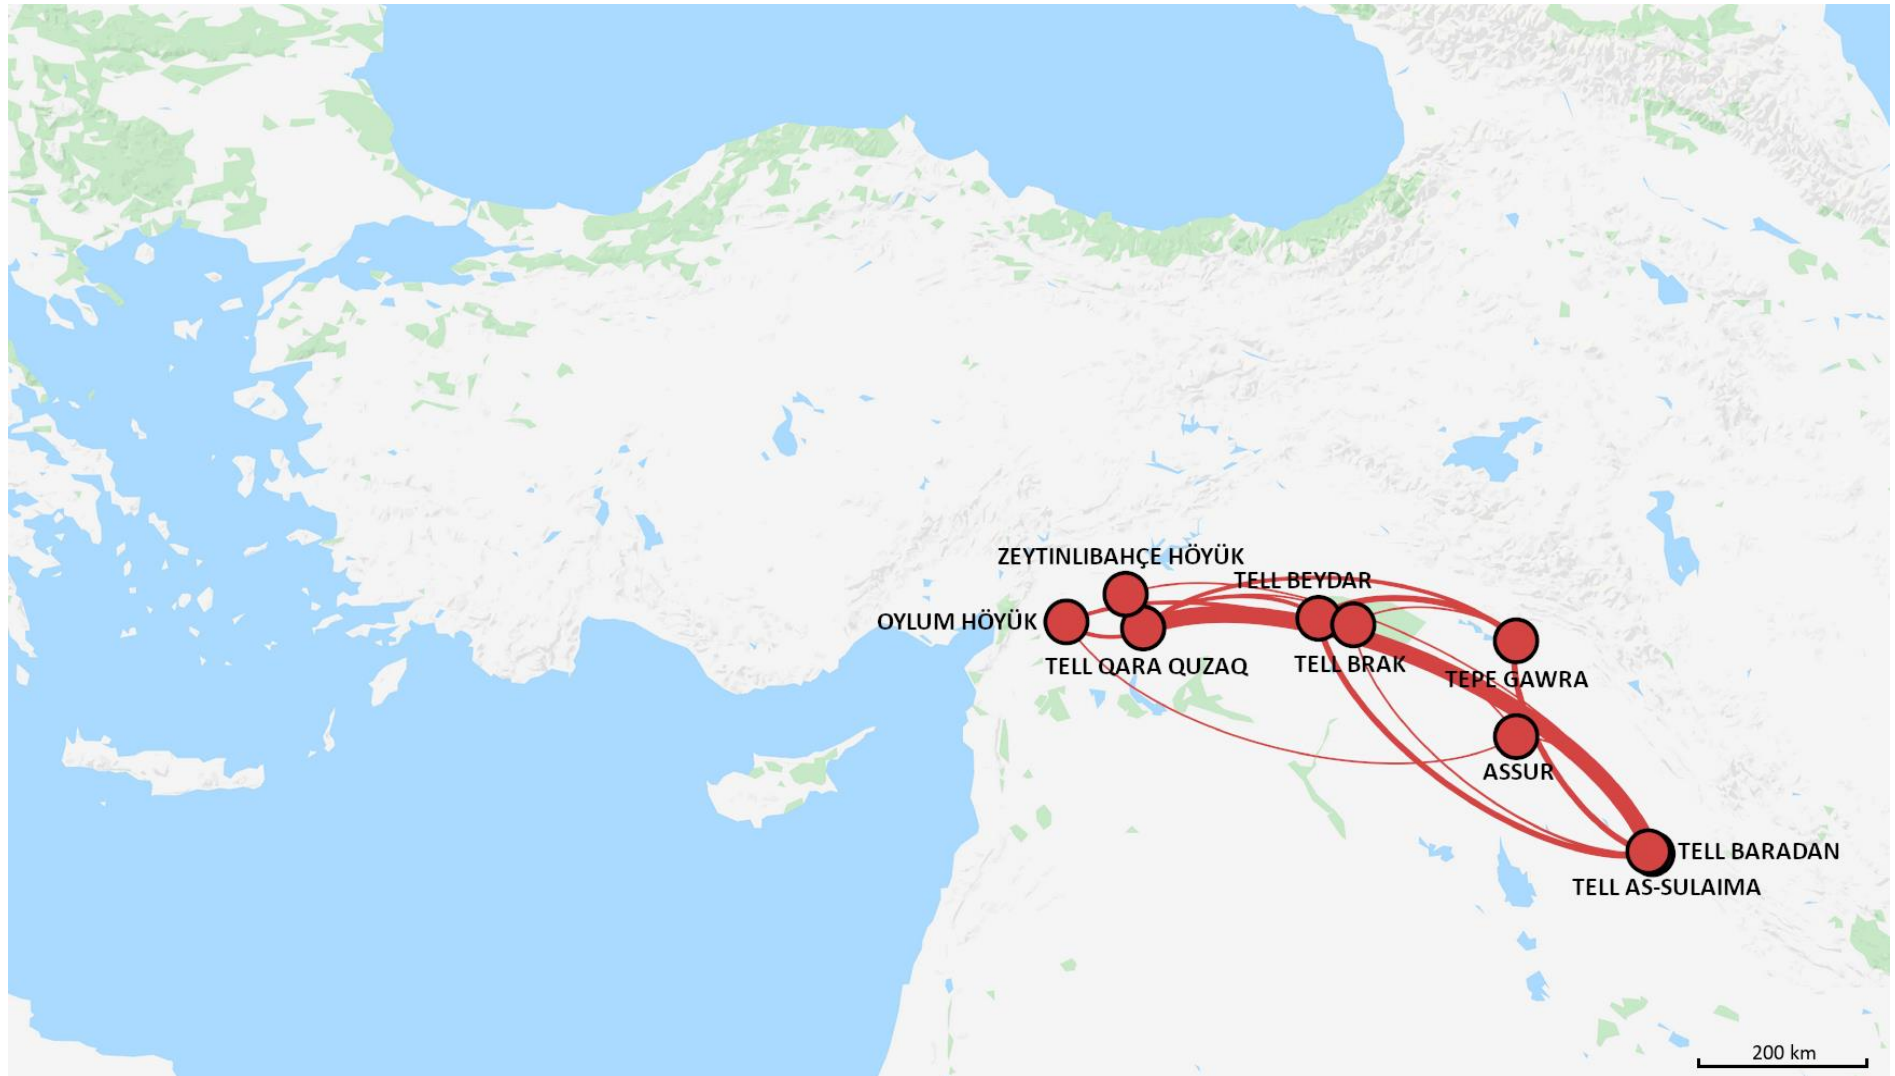 ZEYTINLIBAHÇE HÖYÜK
TELL BEYDAR
OYLUM HÖYÜK
TELL QARA QUZAQ
TELL BRAK
TEPE GAWRA
ASSUR
TELL BARADAN
TELL AS-SULAIMA
200 km